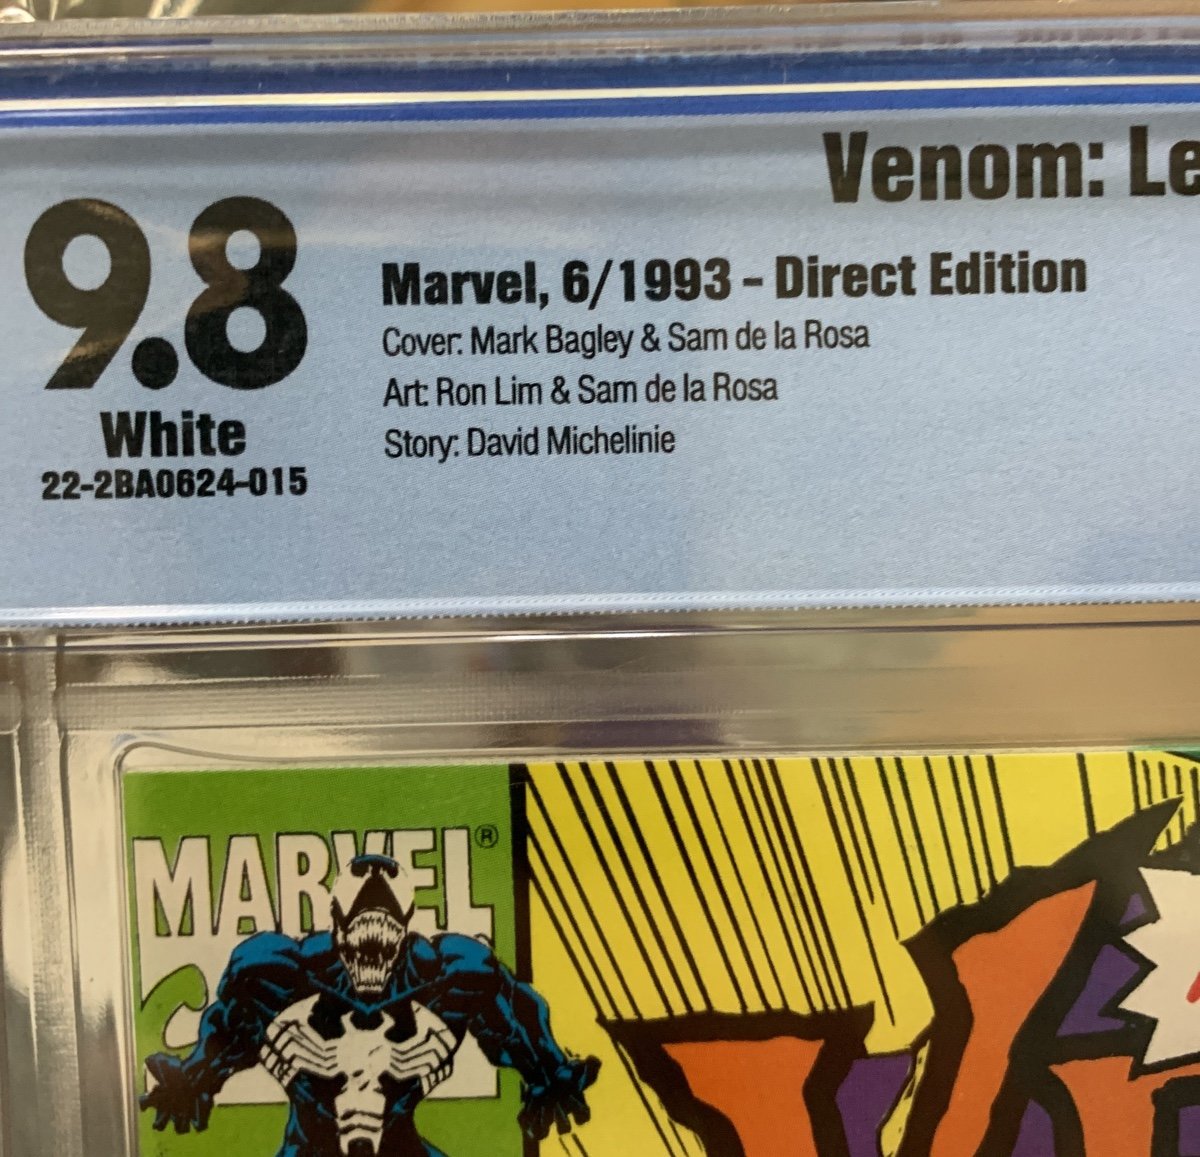 Venom: Le
9.8
White
22-2BA0624-015
Marvel, 6/1993 - Direct Edition
Cover: Mark Bagley & Sam de la Rosa
Art: Ron Lim & Sam de la Rosa
Story: David Michelinie
MARVEL®